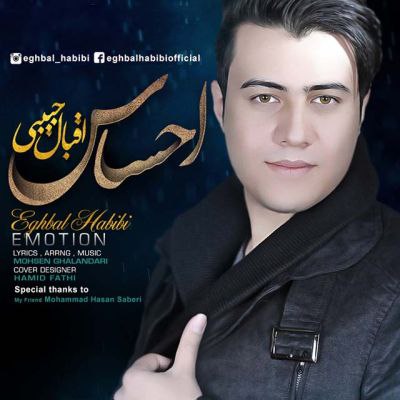 eghbal_habibi eghbalhabibiofficial
احساس
اقبال حبیبی
Eghbal Habibi
EMOTION
LYRICS , ARRNG , MUSIC
MOHSEN GHALANDARI
COVER DESIGNER
HAMID FATHI
Special thanks to
My Friend Mohammad Hasan Saberi